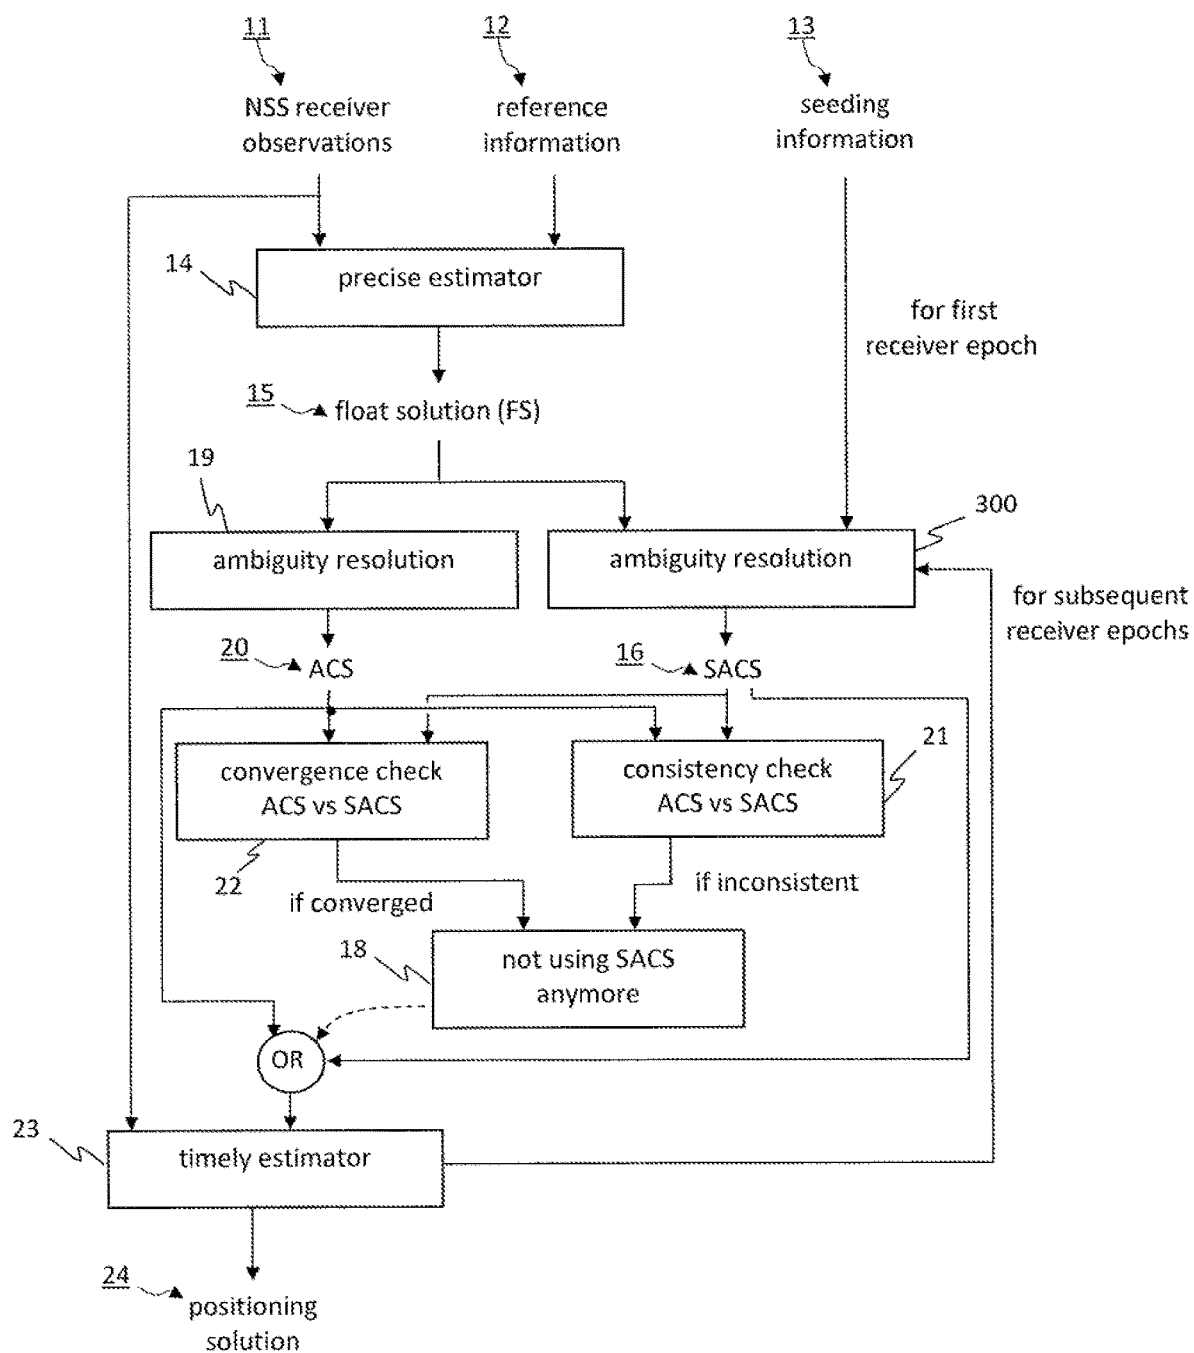 11
12
13
NSS receiver
observations
reference
information
seeding
information
14
precise estimator
for first
receiver epoch
15
float solution (FS)
19
300
ambiguity resolution
ambiguity resolution
for subsequent
receiver epochs
20
ACS
16
SACS
21
convergence check
ACS vs SACS
consistency check
ACS vs SACS
22
if converged
if inconsistent
18
not using SACS
anymore
OR
23
timely estimator
24
positioning
solution